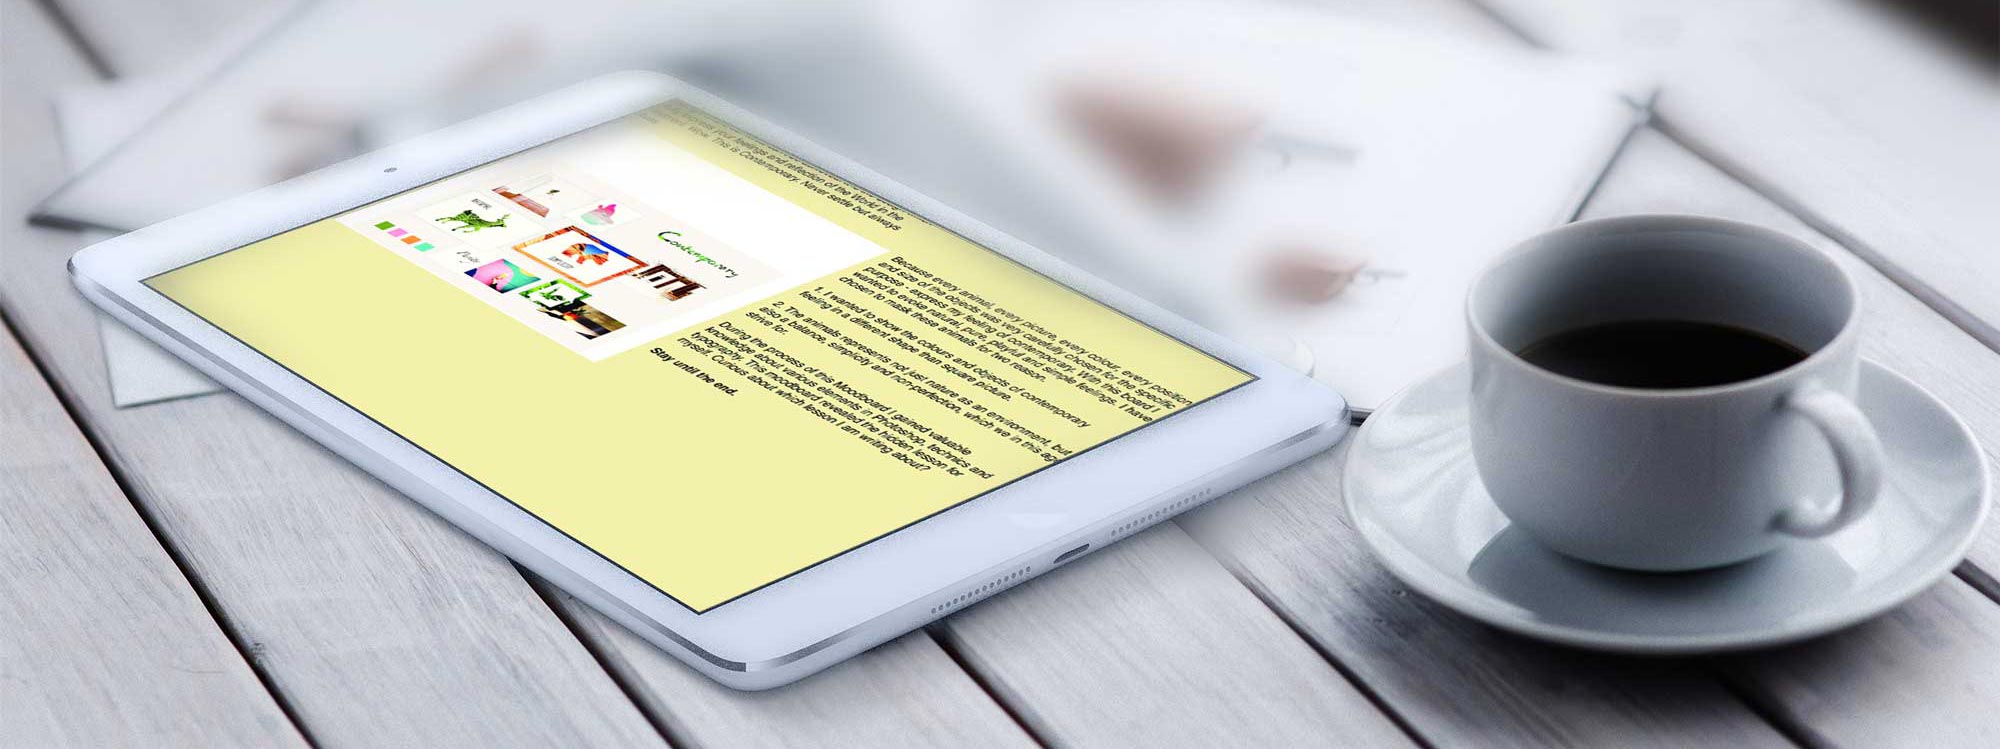 your feelings and reflection of the World in the
This is Contemporary. Never settle but always
Contemporary
Because every animal, every picture, every colour, every position
and size of the objects was very carefully chosen for the specific
purpose - express my feeling of contemporary. With this board I
wanted to evoke natural, pure, playful and simple feelings. I have
chosen to mask these animals for two reason.
1. I wanted to show the colours and objects of contemporary
feeling in a different shape than square picture.
2. The animals represents not just nature as an environment, but
also a balance, simplicity and non-perfection, which we in this
strive for.
During the process of this Moodboard I gained valuable
knowledge about various elements in Photoshop, technics and
typography. This moodboard revealed the hidden lesson for
myself. Curious about which lesson I am writing about?
Stay until the end.